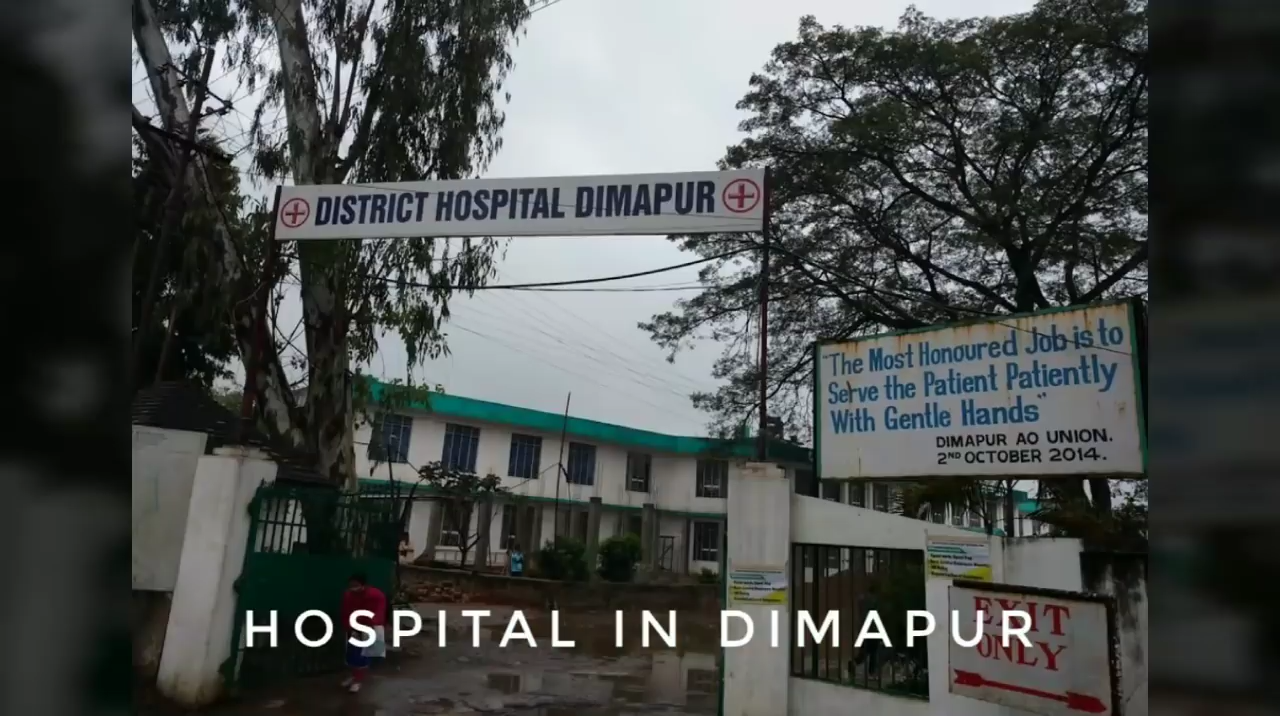 DISTRICT HOSPITAL DIMAPUR
"The Most Honoured Job is to
Serve the Patient Patiently
With Gentle Hands"
DIMAPUR AO UNION.
2ND OCTOBER 2014.
HOSPITAL IN DIMAPUR
EXIT
ONLY